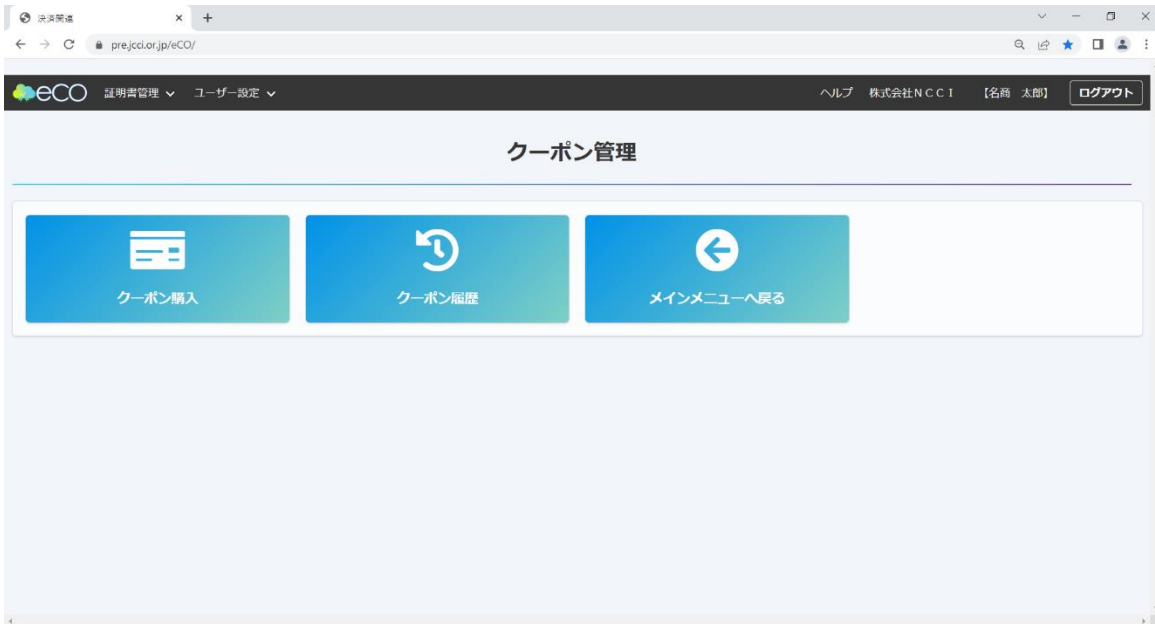 決済関連
pre.jcci.or.jp/eCO/
eCO 証明書管理 ユーザー設定 ヘルプ 株式会社ＮＣＣＩ 【名商 太郎】 ログアウト
クーポン管理
クーポン購入 クーポン履歴 メインメニューへ戻る